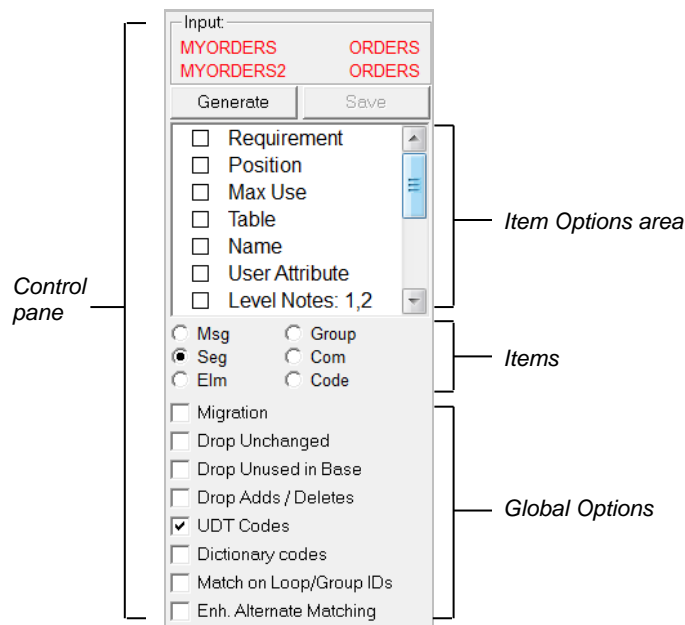 Input:
MYORDERS ORDERS
MYORDERS2 ORDERS
Generate Save
Requirement
Position
Max Use
Table
Name
User Attribute
Level Notes: 1,2
Item Options area
Control
pane
Msg Group
Seg Com
Elm Code
Items
Migration
Drop Unchanged
Drop Unused in Base
Drop Adds / Deletes
UDT Codes
Dictionary codes
Match on Loop/Group IDs
Enh. Alternate Matching
Global Options